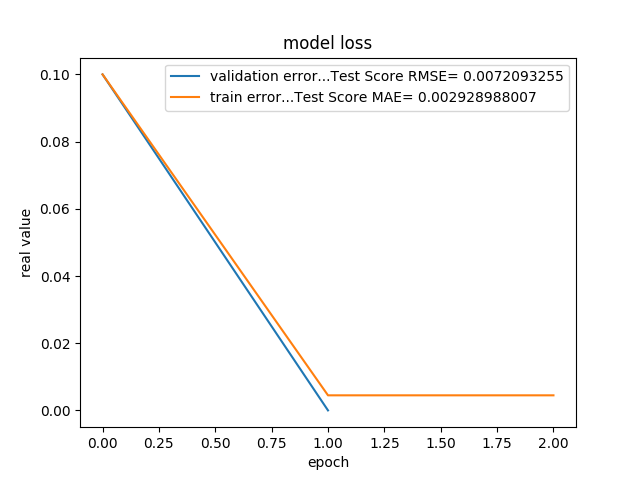 model loss
validation error...Test Score RMSE= 0.0072093255
train error...Test Score MAE= 0.002928988007
0.10
0.08
0.06
0.04
0.02
0.00
real value
0.00 0.25 0.50 0.75 1.00 1.25 1.50 1.75 2.00
epoch